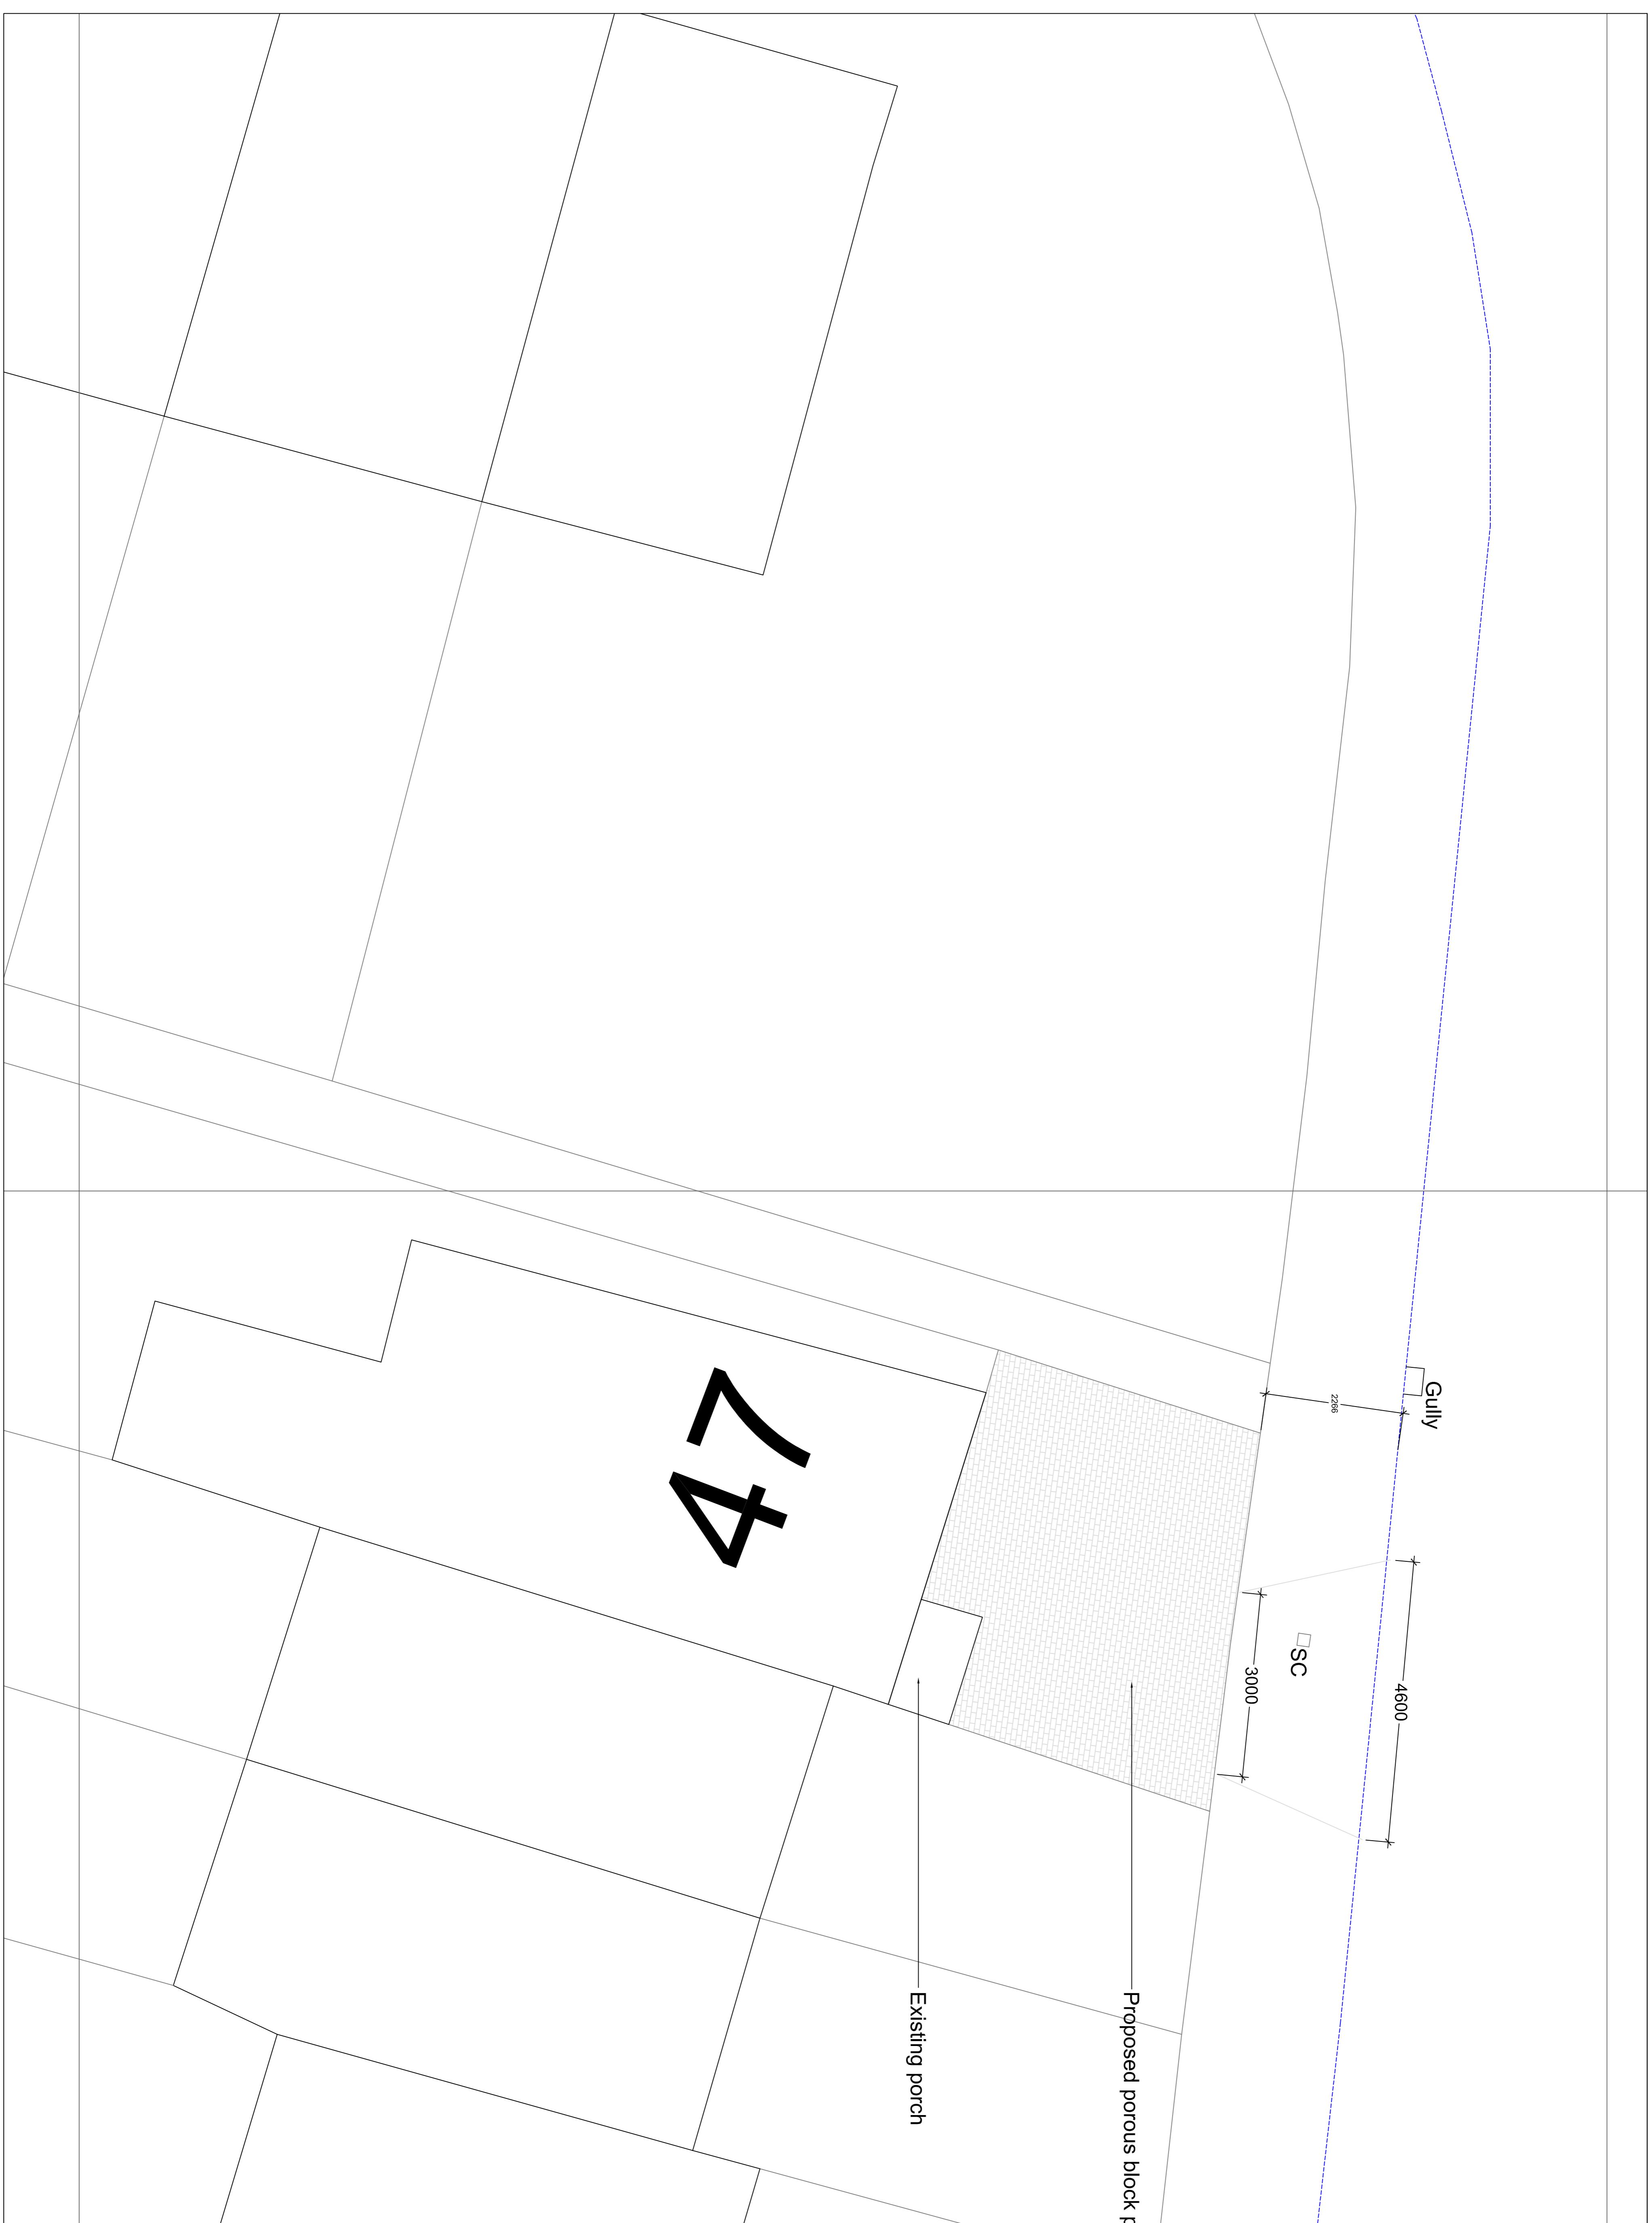 Gully
2266
4600
SC
3000
47
Proposed porous block p
Existing porch